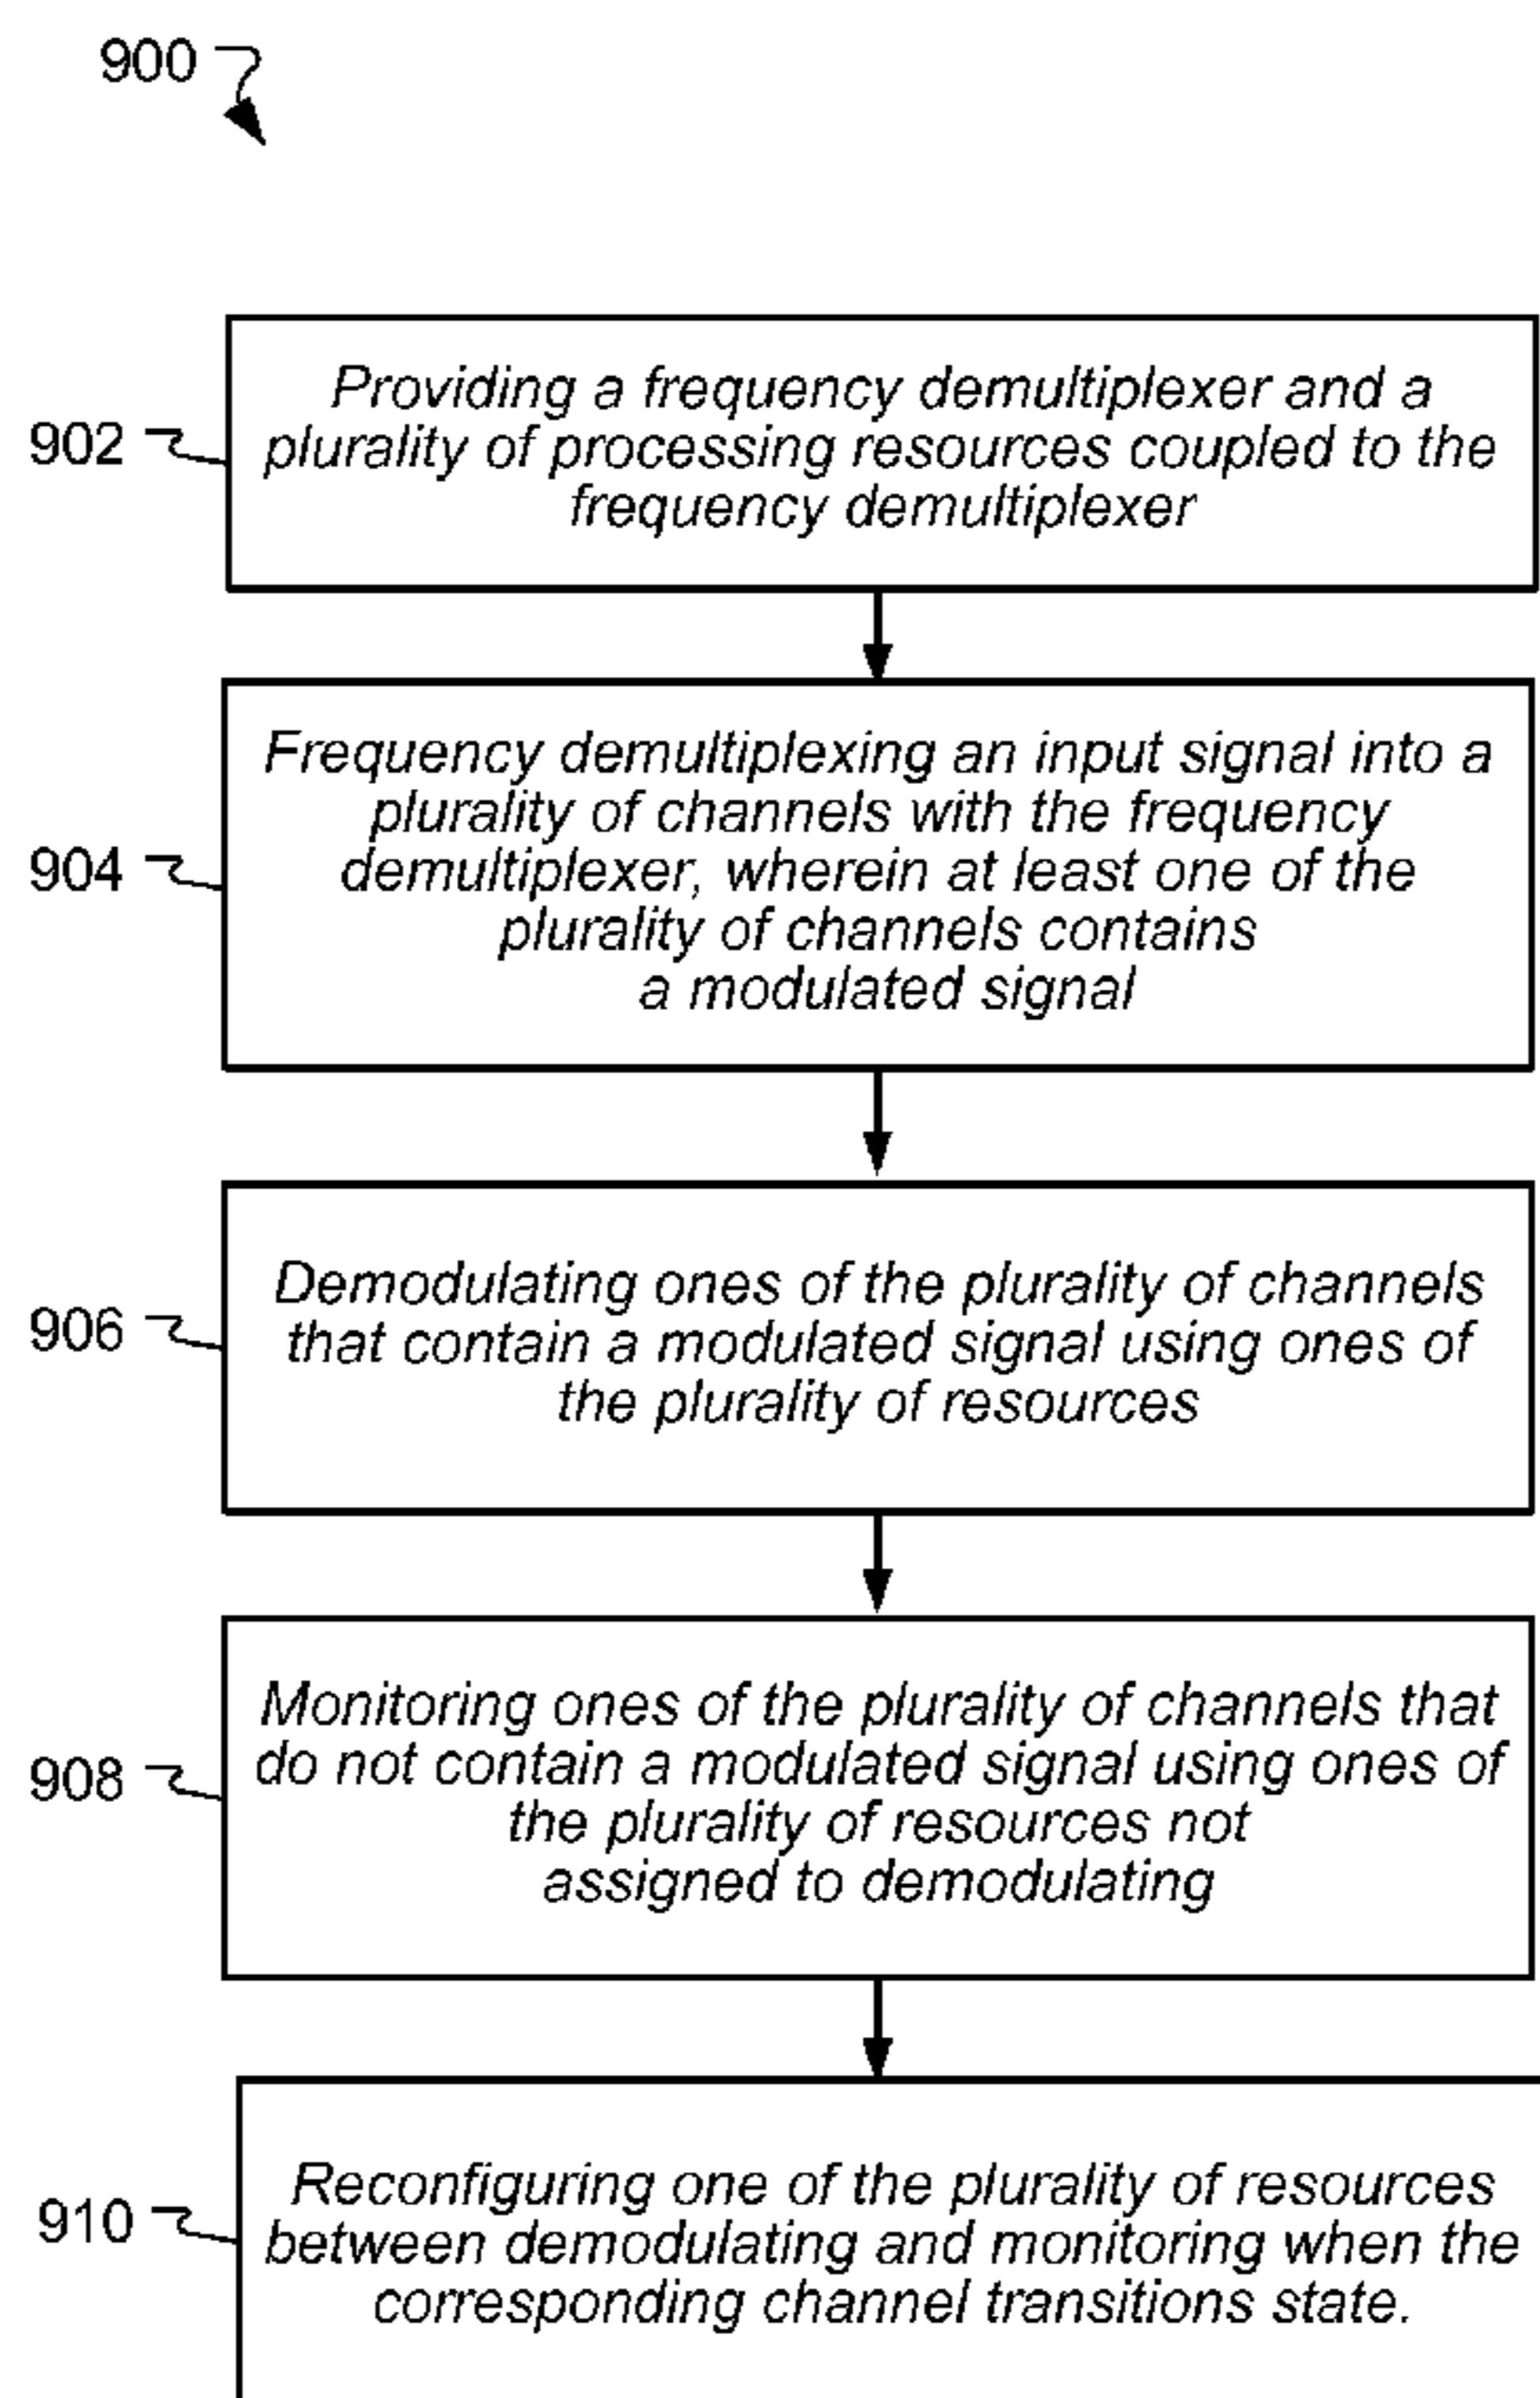 900
902
Providing a frequency demultiplexer and a
plurality of processing resources coupled to the
frequency demultiplexer
904
Frequency demultiplexing an input signal into a
plurality of channels with the frequency
demultiplexer, wherein at least one of the
plurality of channels contains
a modulated signal
906
Demodulating ones of the plurality of channels
that contain a modulated signal using ones of
the plurality of resources
908
Monitoring ones of the plurality of channels that
do not contain a modulated signal using ones of
the plurality of resources not
assigned to demodulating
910
Reconfiguring one of the plurality of resources
between demodulating and monitoring when the
corresponding channel transitions state.